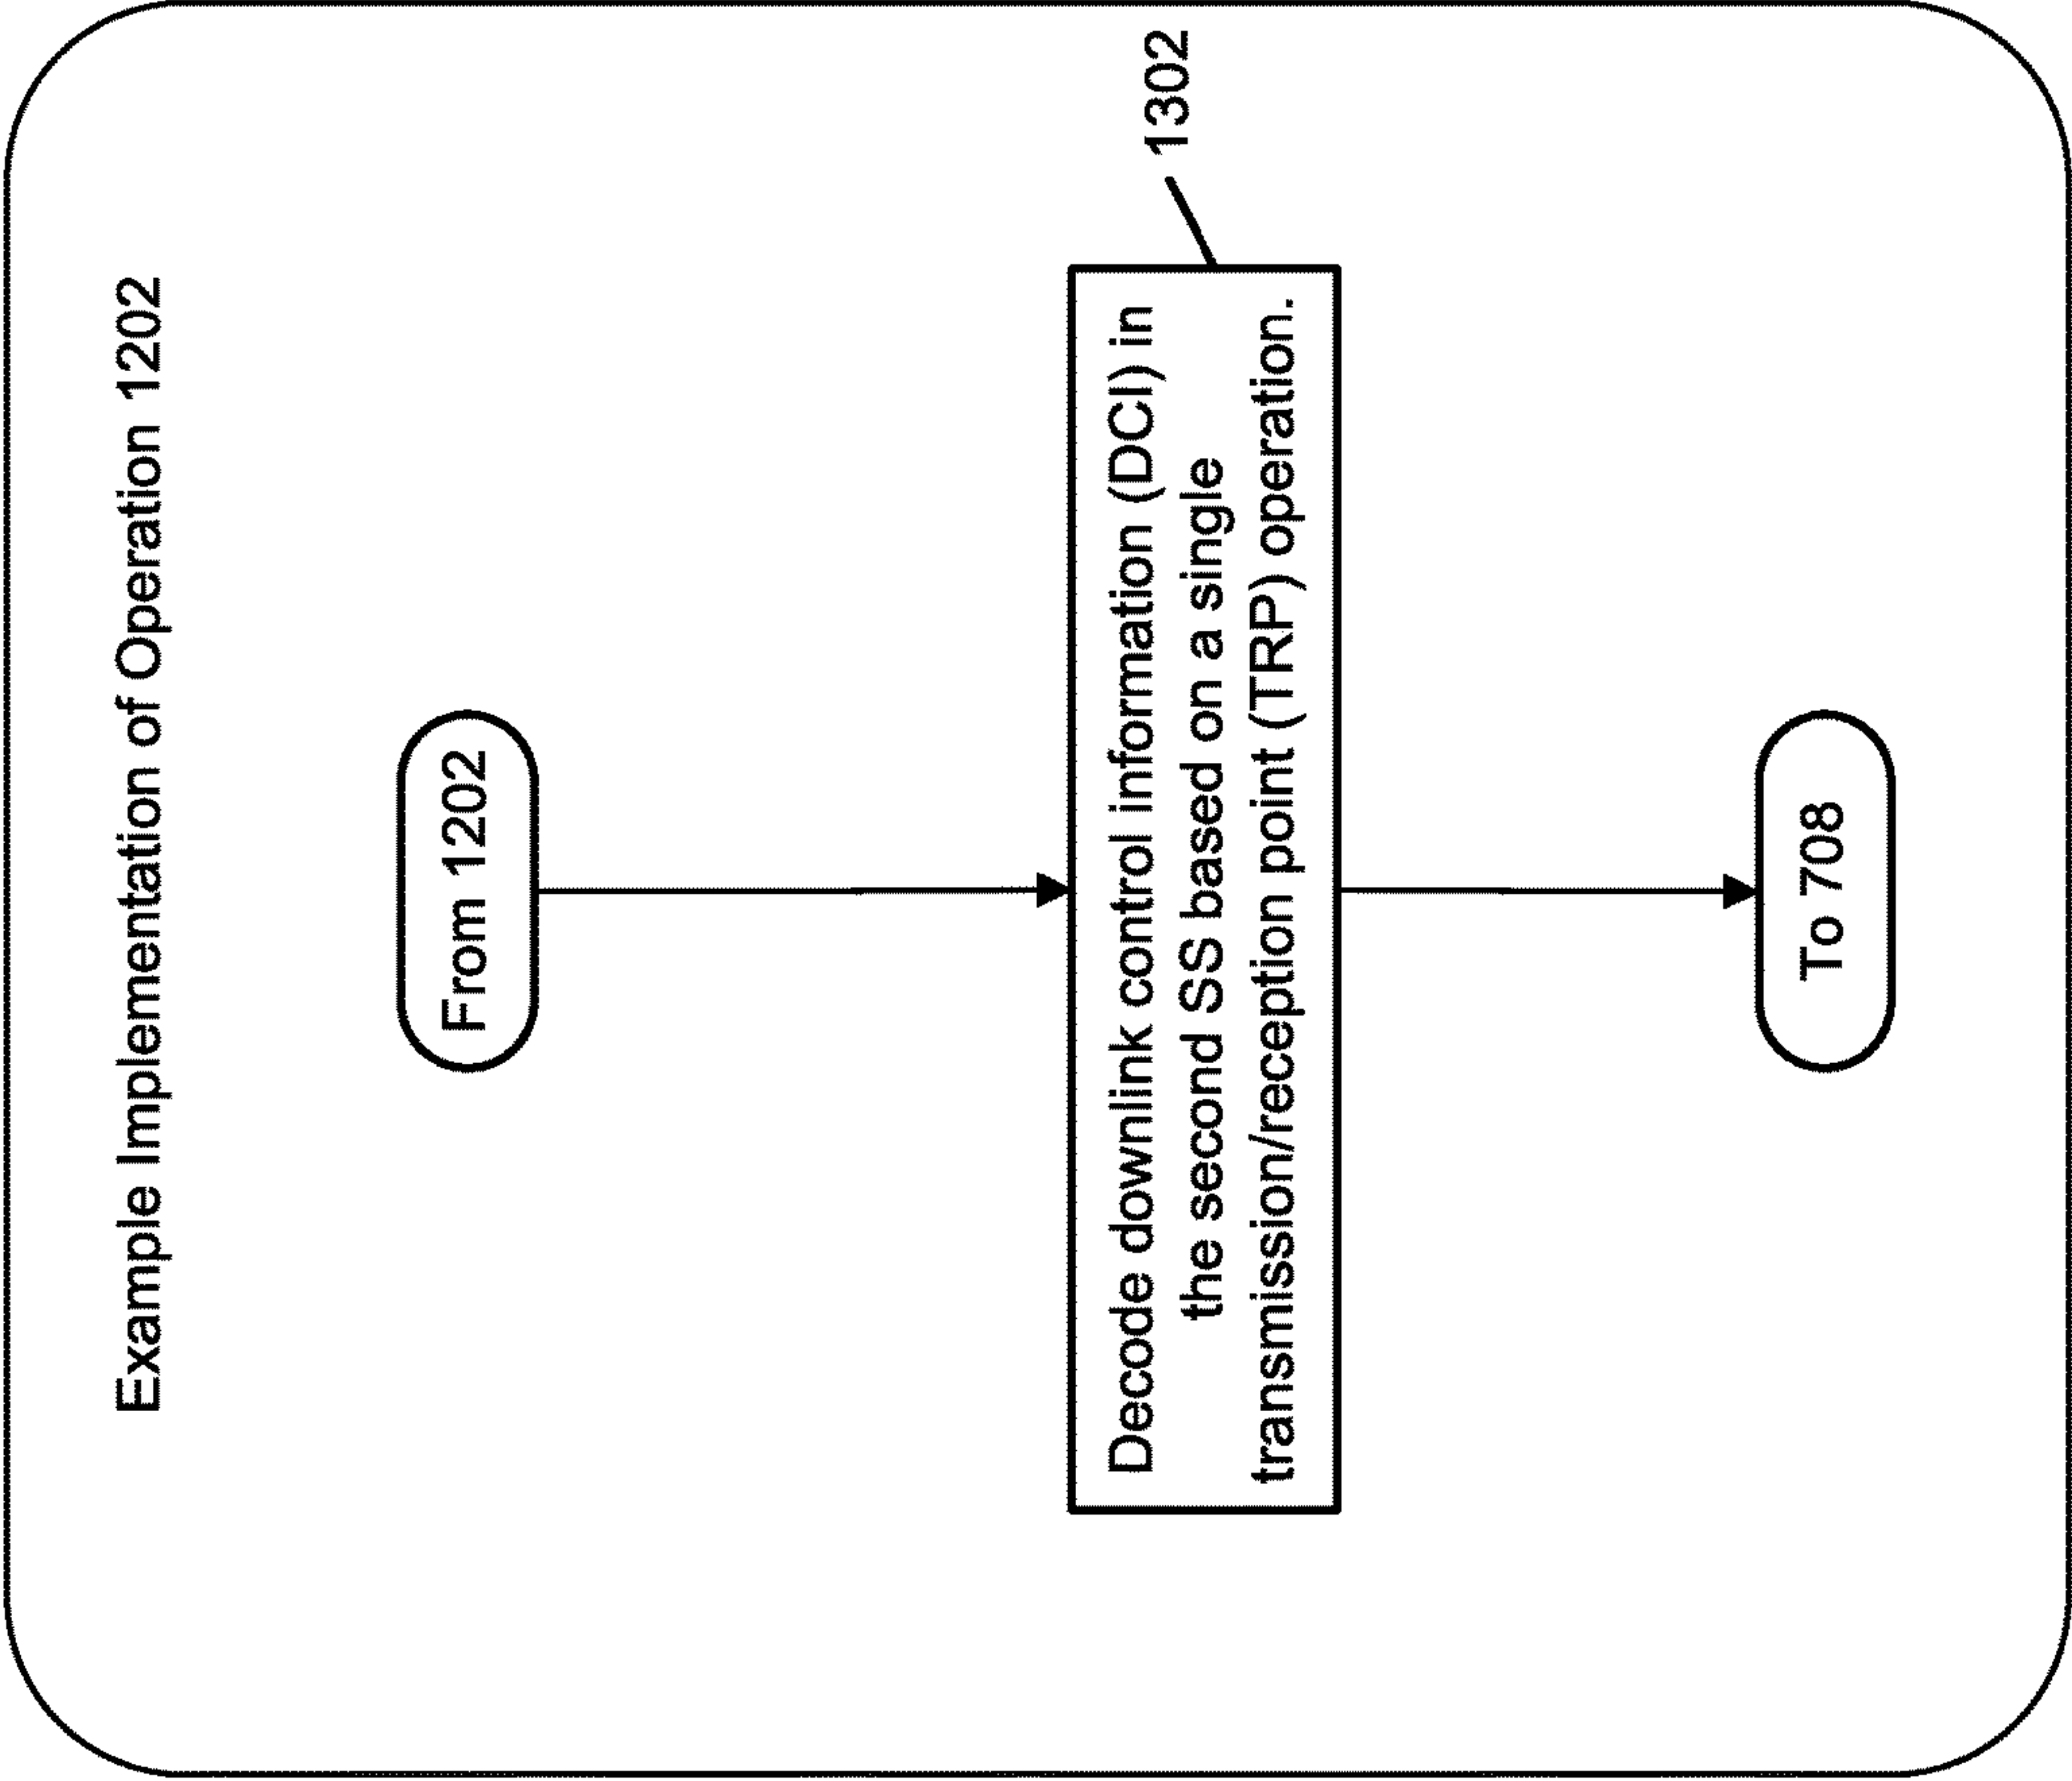 Example Implementation of Operation 1202
From 1202
Decode downlink control information (DCI) in
the second SS based on a single
transmission/reception point (TRP) operation.
1302
To 708